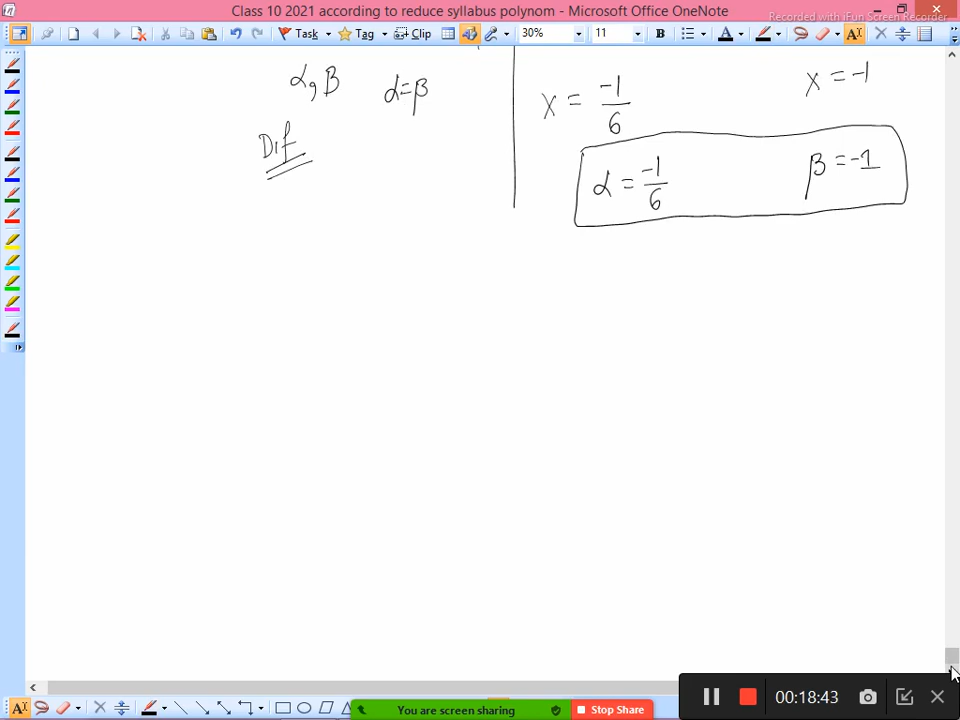 Class 10 2021 according to reduce syllabus polynom - Microsoft Office OneNote
Recorded with iFun Screen Recorder
Task Tag Clip 30% 11 B A
α, β α=β
Dif
x = -1/6
x = -1
α = -1/6
β = -1
00:18:43
You are screen sharing
Stop Share